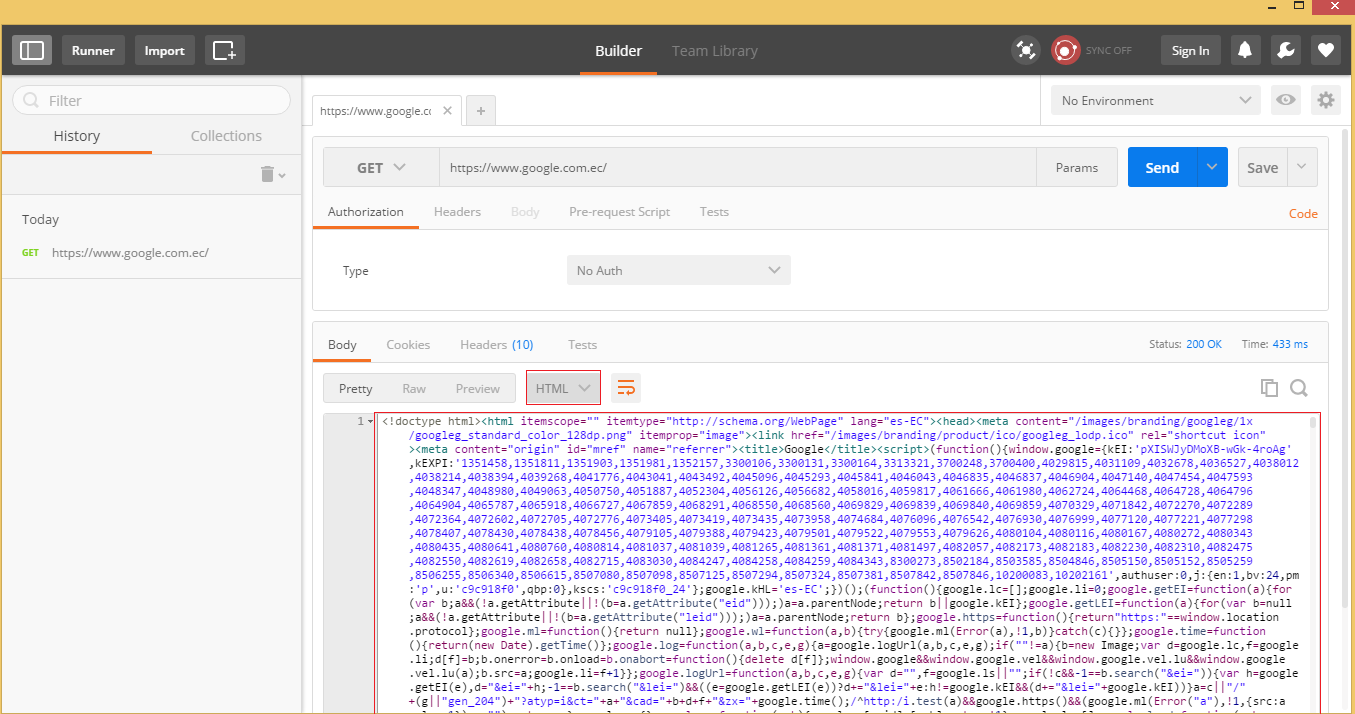 Runner Import Builder Team Library SYNC OFF Sign In
Filter
History Collections
Today
GET https://www.google.com.ec/
https://www.google.c No Environment
GET https://www.google.com.ec/ Params Send Save
Authorization Headers Body Pre-request Script Tests Code
Type No Auth
Body Cookies Headers (10) Tests Status: 200 OK Time: 433 ms
Pretty Raw Preview HTML
1 <!doctype html><html itemscope="" itemtype="http://schema.org/WebPage" lang="es-EC"><head><meta content="/images/branding/googleg/1x
/googleg_standard_color_128dp.png" itemprop="image"><link href="/images/branding/product/ico/googleg_lodp.ico" rel="shortcut icon"
><meta content="origin" id="mref" name="referrer"><title>Google</title><script>(function(){window.google={kEI:'pXISWJyDMoXB-wGk-4roAg'
,kEXPI:'1351458,1351811,1351903,1351981,1352157,3300106,3300131,3300164,3313321,3700248,3700400,4029815,4031109,4032678,4036527,4038012
,4038214,4038394,4039268,4041776,4043041,4043492,4045096,4045293,4045841,4046043,4046835,4046837,4046904,4047140,4047454,4047593
,4048347,4048980,4049063,4050750,4051887,4052304,4056126,4056682,4058016,4059817,4061666,4061980,4062724,4064468,4064728,4064796
,4064904,4065787,4065918,4066727,4067859,4068291,4068550,4068560,4069829,4069839,4069840,4069859,4070329,4071842,4072270,4072289
,4072364,4072602,4072705,4072776,4073405,4073419,4073435,4073958,4074684,4076096,4076542,4076930,4076999,4077120,4077221,4077298
,4078407,4078430,4078438,4078456,4079105,4079388,4079423,4079501,4079522,4079553,4079626,4080104,4080116,4080167,4080272,4080343
,4080435,4080641,4080760,4080814,4081037,4081039,4081265,4081361,4081371,4081497,4082057,4082173,4082183,4082230,4082310,4082475
,4082550,4082619,4082658,4082715,4083030,4084247,4084258,4084259,4084343,8300273,8502184,8503585,8504846,8505150,8505152,8505259
,8506255,8506340,8506615,8507080,8507098,8507125,8507294,8507324,8507381,8507842,8507846,10200083,10202161',authuser:0,j:{en:1,bv:24,pm
:'p',u:'c9c918f0',qbp:0},kscs:'c9c918f0_24'};google.kHL='es-EC';})();(function(){google.lc=[];google.li=0;google.getEI=function(a){for
(var b;a&&(!a.getAttribute||!(b=a.getAttribute("eid")));)a=a.parentNode;return b||google.kEI};google.getLEI=function(a){for(var b=null
;a&&(!a.getAttribute||!(b=a.getAttribute("leid")));)a=a.parentNode;return b};google.https=function(){return"https:"==window.location
.protocol};google.ml=function(){return null};google.wl=function(a,b){try{google.ml(Error(a),!1,b)}catch(c){}};google.time=function
(){return(new Date).getTime()};google.log=function(a,b,c,e,g){a=google.logUrl(a,b,c,e,g);if(""!=a){b=new Image;var d=google.lc,f=google
.li;d[f]=b;b.onerror=b.onload=b.onabort=function(){delete d[f]};window.google&&window.google.vel&&window.google.vel.lu&&window.google
.vel.lu(a);b.src=a;google.li=f+1}};google.logUrl=function(a,b,c,e,g){var d="",f=google.ls||"";if(!c&&-1==b.search("&ei=")){var h=google
.getEI(e),d="&ei="+h;-1==b.search("&lei=")&&((e=google.getLEI(e))?d+="&lei="+e:h!=google.kEI&&(d+="&lei="+google.kEI))}a=c||"/"
+(g||"gen_204")+"?atyp=i&ct="+a+"&cad="+b+d+f+"&zx="+google.time();/^http:/i.test(a)&&google.https()&&(google.ml(Error("a"),!1,{src:a